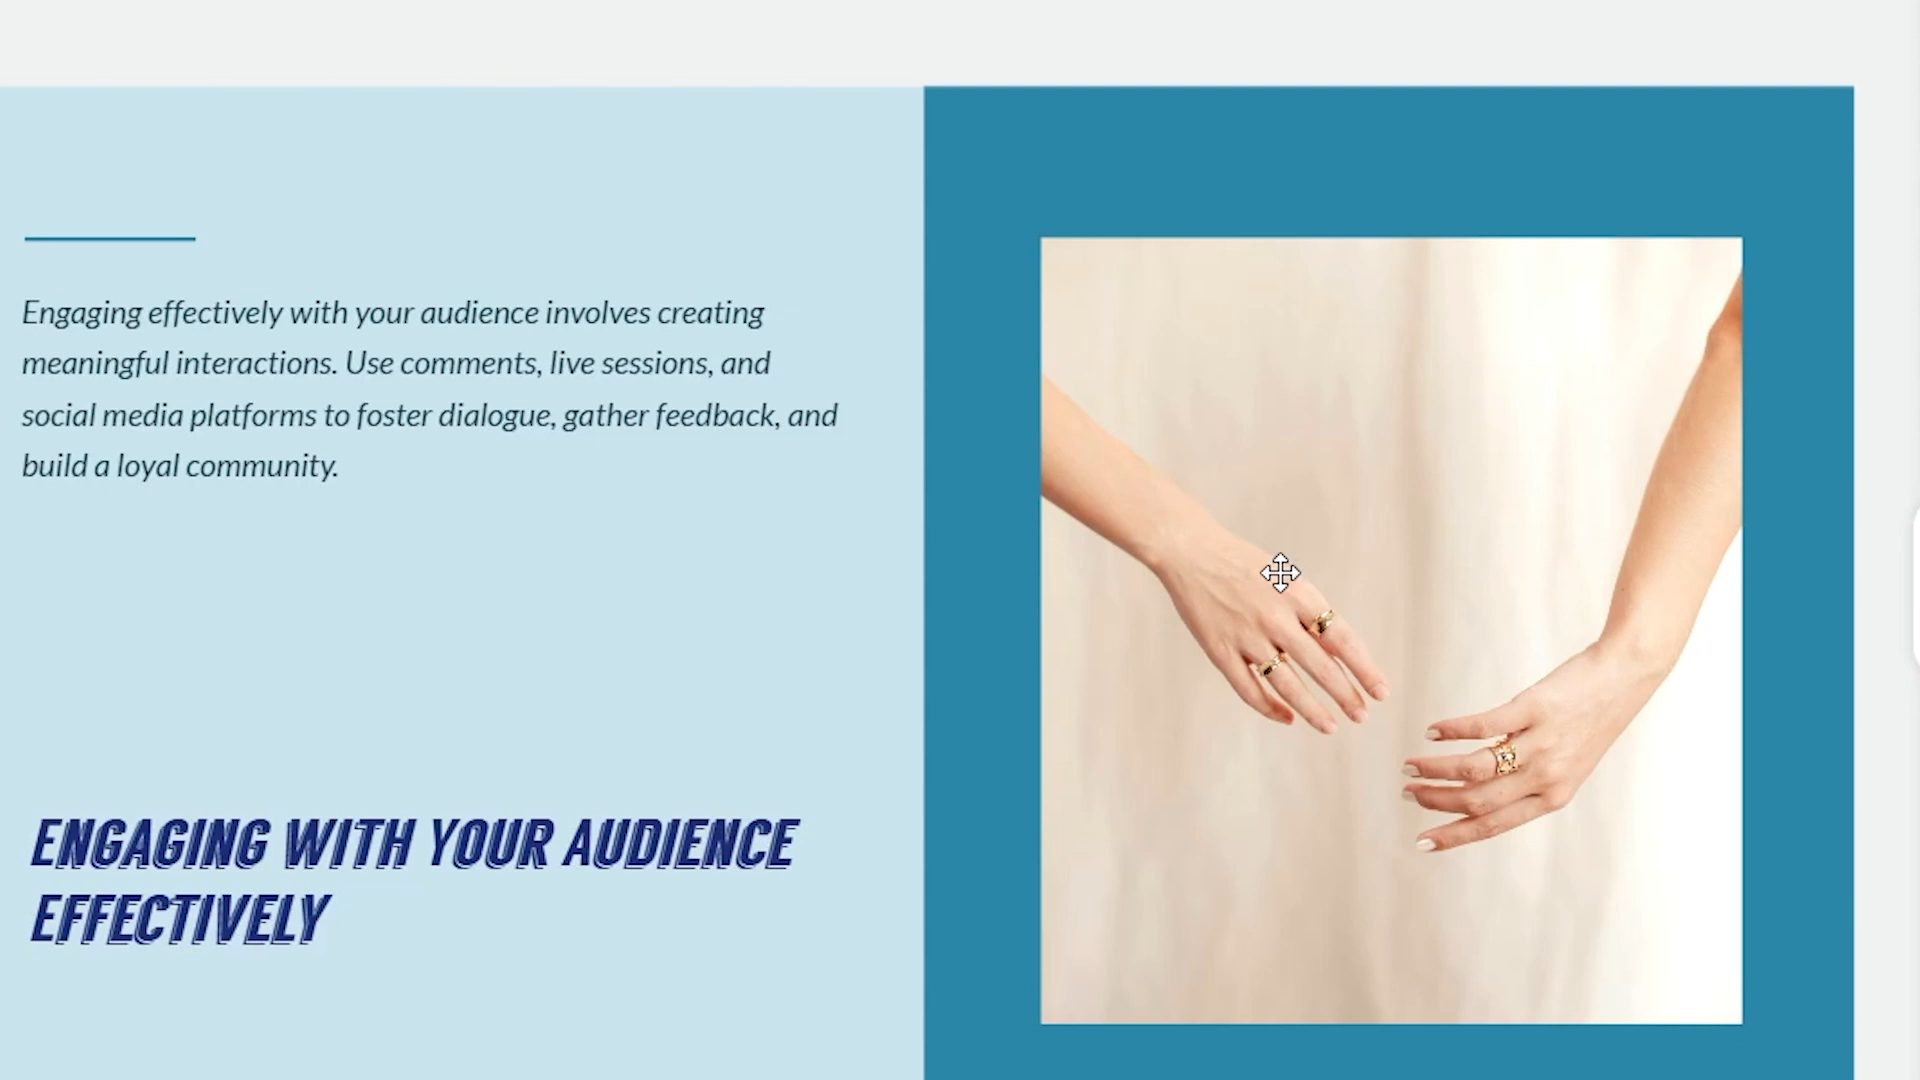 Engaging effectively with your audience involves creating
meaningful interactions. Use comments, live sessions, and
social media platforms to foster dialogue, gather feedback, and
build a loyal community.
ENGAGING WITH YOUR AUDIENCE
EFFECTIVELY